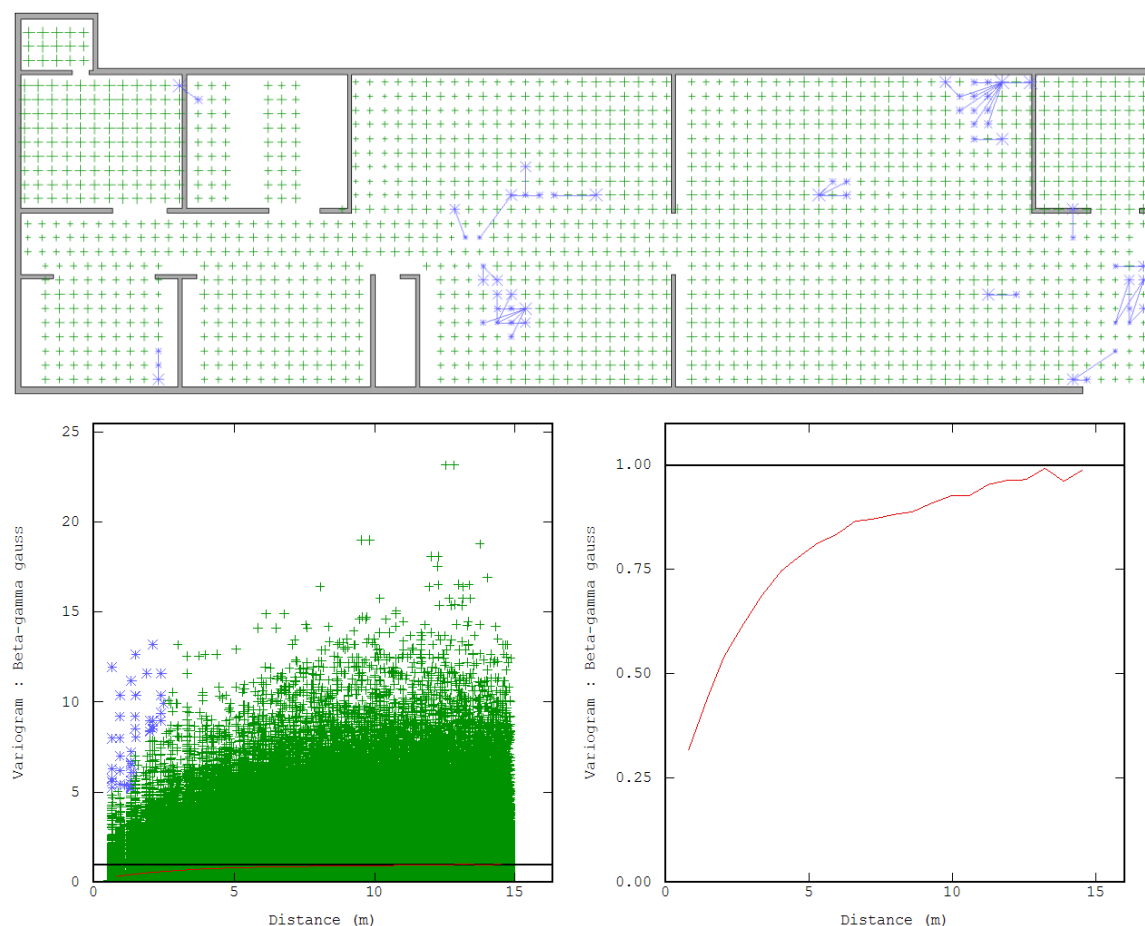 25
20
15
10
5
0
0 5 10 15
Distance (m)
Variogram : Beta-gamma gauss
1.00
0.75
0.50
0.25
0.00
0 5 10 15
Distance (m)
Variogram : Beta-gamma gauss